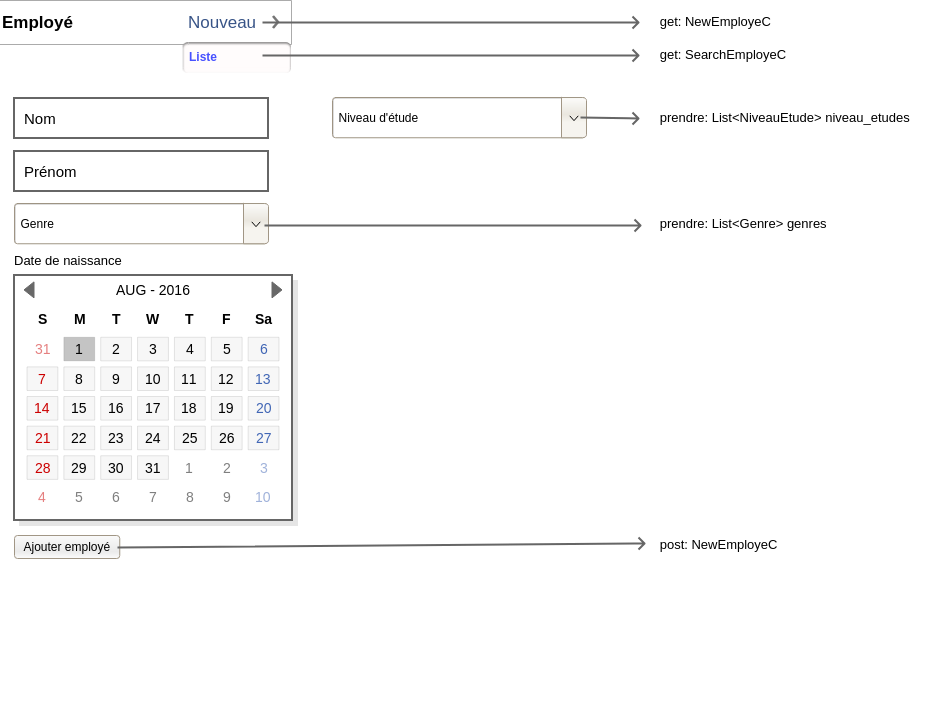 Employé Nouveau get: NewEmployeC
Liste get: SearchEmployeC
Nom Niveau d'étude prendre: List<NiveauEtude> niveau_etudes
Prénom
Genre prendre: List<Genre> genres
Date de naissance
AUG - 2016
S M T W T F Sa
31 1 2 3 4 5 6
7 8 9 10 11 12 13
14 15 16 17 18 19 20
21 22 23 24 25 26 27
28 29 30 31 1 2 3
4 5 6 7 8 9 10
Ajouter employé post: NewEmployeC